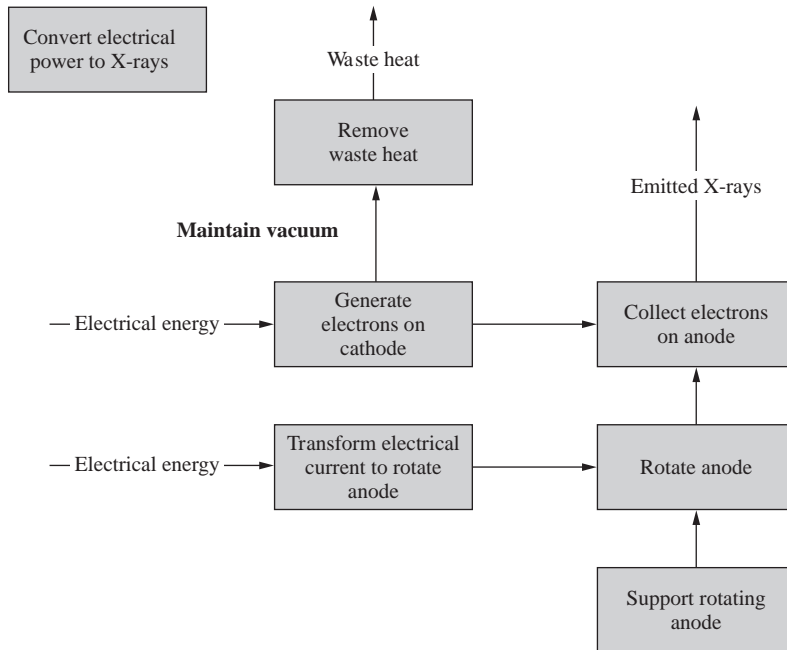 Convert electrical
power to X-rays
Waste heat
Remove
waste heat
Emitted X-rays
Maintain vacuum
Electrical energy
Generate
electrons on
cathode
Collect electrons
on anode
Electrical energy
Transform electrical
current to rotate
anode
Rotate anode
Support rotating
anode